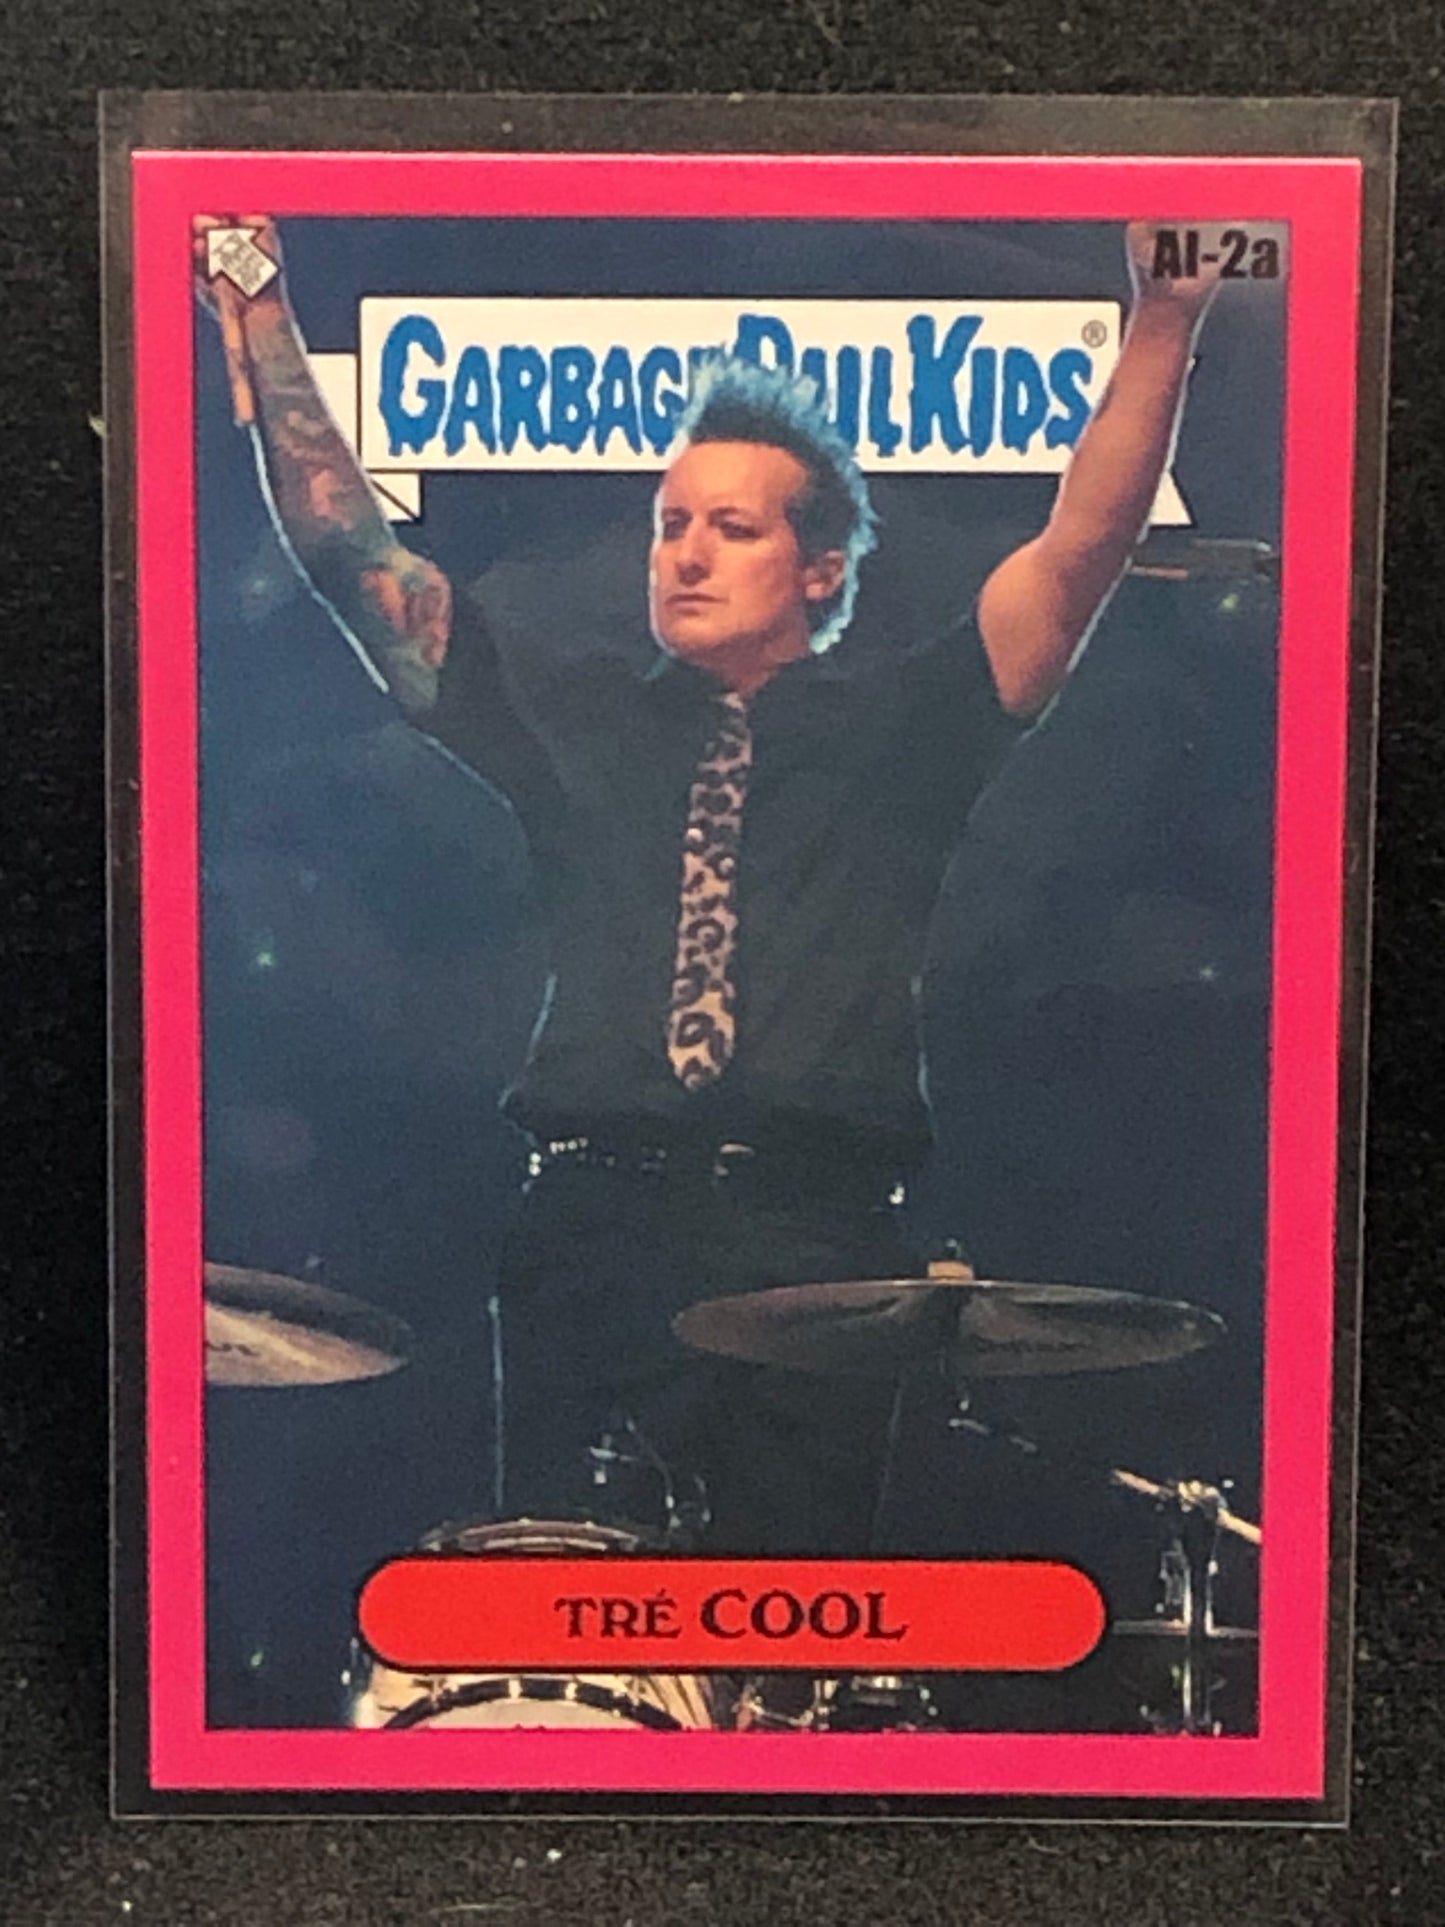 AI-2a
GARBAGE PAIL KIDS®
TRÉ COOL